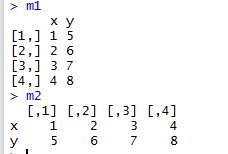 > m1
     x y
[1,] 1 5
[2,] 2 6
[3,] 3 7
[4,] 4 8
> m2
  [,1] [,2] [,3] [,4]
x    1    2    3    4
y    5    6    7    8
>